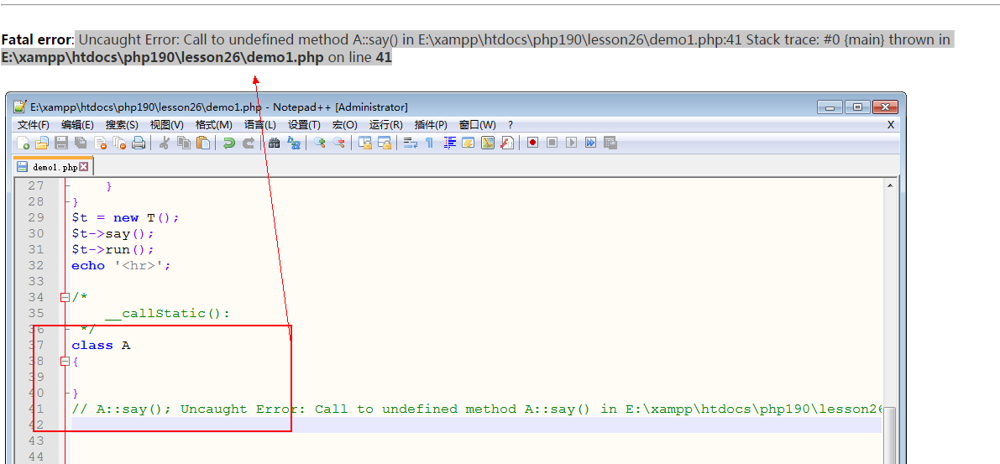 Fatal error: Uncaught Error: Call to undefined method A::say() in E:\xampp\htdocs\php190\lesson26\demo1.php:41 Stack trace: #0 {main} thrown in
E:\xampp\htdocs\php190\lesson26\demo1.php on line 41
E:\xampp\htdocs\php190\lesson26\demo1.php - Notepad++ [Administrator]
文件(F) 编辑(E) 搜索(S) 视图(V) 格式(M) 语言(L) 设置(T) 宏(O) 运行(R) 插件(P) 窗口(W) ? X
demo1.php
27 }
28 }
29 $t = new T();
30 $t->say();
31 $t->run();
32 echo '<hr>';
33
34 /*
35 __callStatic():
36 */
37 class A
38 {
39
40 }
41 // A::say(); Uncaught Error: Call to undefined method A::say() in E:\xampp\htdocs\php190\lesson26
42
43
44